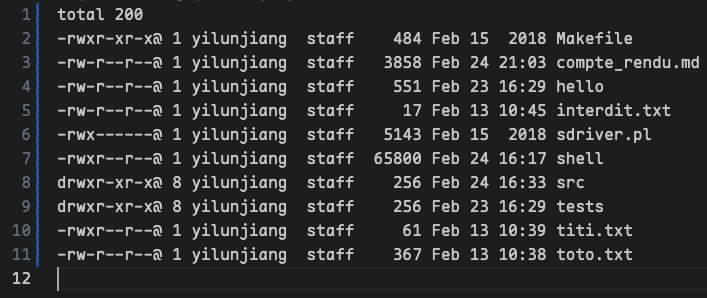 1 total 200
2 -rwxr-xr-x@ 1 yilunjiang  staff    484 Feb 15  2018 Makefile
3 -rwxr--r--@ 1 yilunjiang  staff   3858 Feb 24 21:03 compte_rendu.md
4 -rw-r--r--@ 1 yilunjiang  staff    551 Feb 23 16:29 hello
5 -rw-r--r--@ 1 yilunjiang  staff     17 Feb 13 10:45 interdit.txt
6 -rwx------@ 1 yilunjiang  staff   5143 Feb 15  2018 sdriver.pl
7 -rwxr--r--@ 1 yilunjiang  staff  65800 Feb 24 16:17 shell
8 drwxr-xr-x@ 8 yilunjiang  staff    256 Feb 24 16:33 src
9 drwxr-xr-x@ 8 yilunjiang  staff    256 Feb 23 16:29 tests
10 -rwxr--r--@ 1 yilunjiang  staff     61 Feb 13 10:39 titi.txt
11 -rw-r--r--@ 1 yilunjiang  staff    367 Feb 13 10:38 toto.txt
12